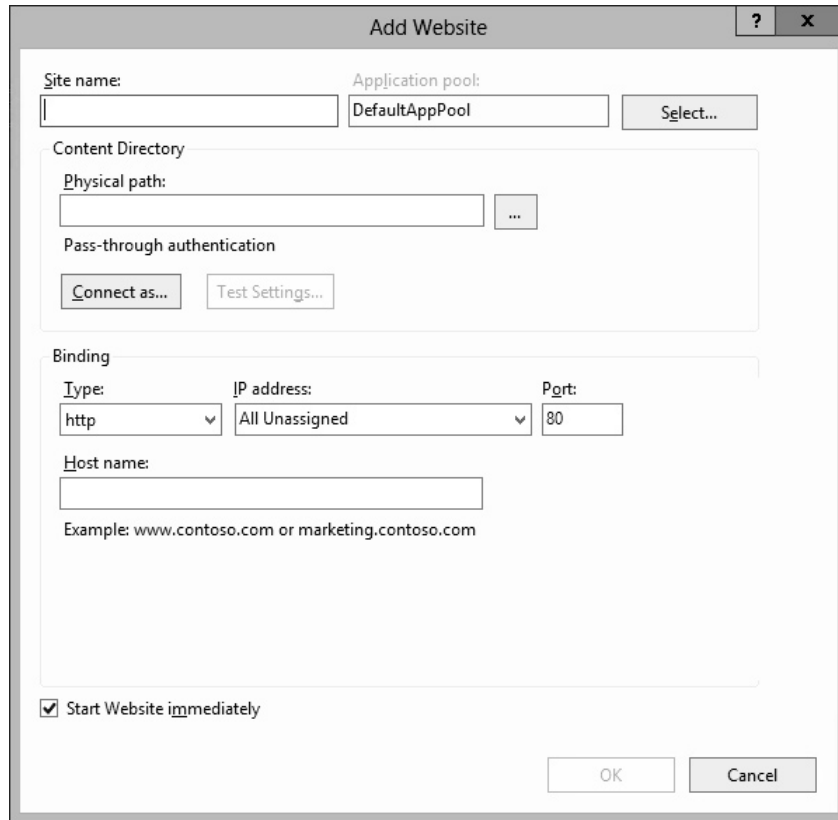 Add Website
? x
Site name: Application pool:
DefaultAppPool Select...
Content Directory
Physical path:
...
Pass-through authentication
Connect as... Test Settings...
Binding
Type: IP address: Port:
http All Unassigned 80
Host name:
Example: www.contoso.com or marketing.contoso.com
Start Website immediately
OK Cancel